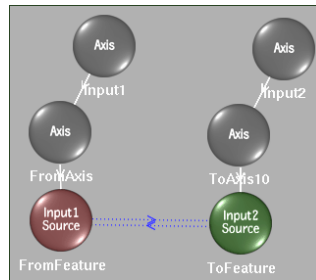 Axis
Axis
Input1
Input2
Axis
Axis
FromAxis
ToAxis10
Input1
Source
Input2
Source
FromFeature
ToFeature